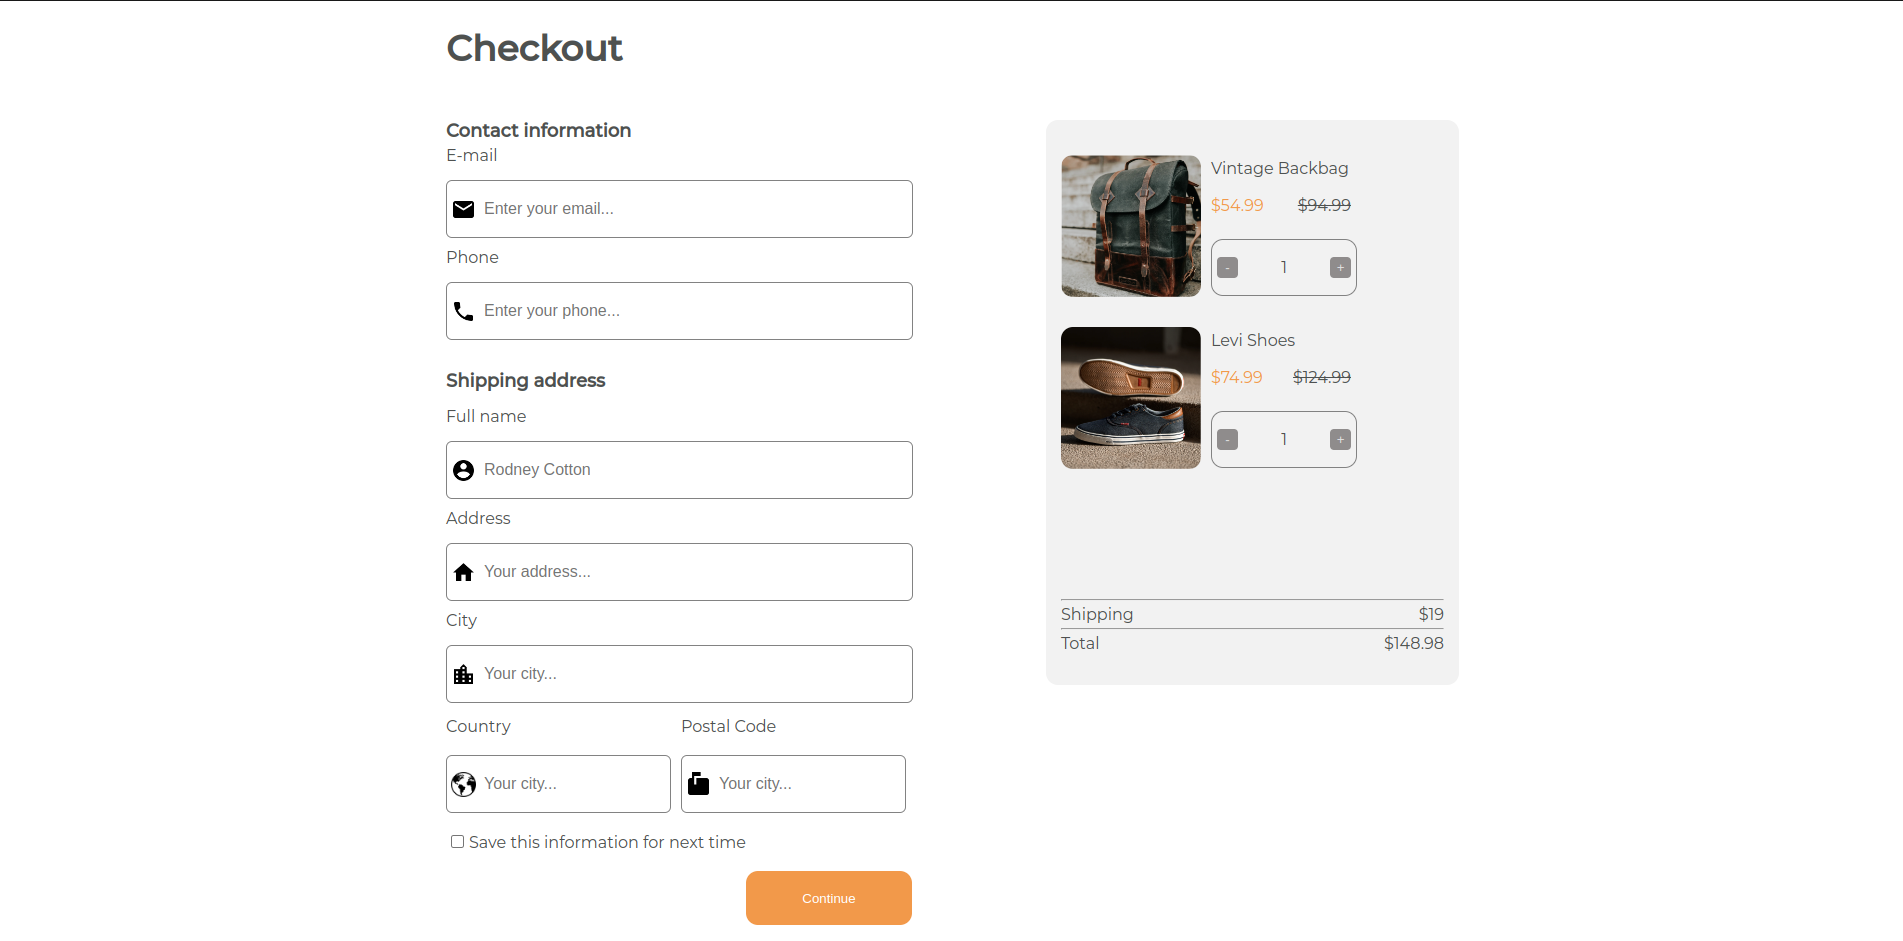 Checkout
Contact information
E-mail
Enter your email...
Phone
Enter your phone...
Shipping address
Full name
Rodney Cotton
Address
Your address...
City
Your city...
Country
Postal Code
Your city...
Your city...
Save this information for next time
Continue
Vintage Backbag
$54.99 $94.99
- 1 +
Levi Shoes
$74.99 $124.99
- 1 +
Shipping $19
Total $148.98